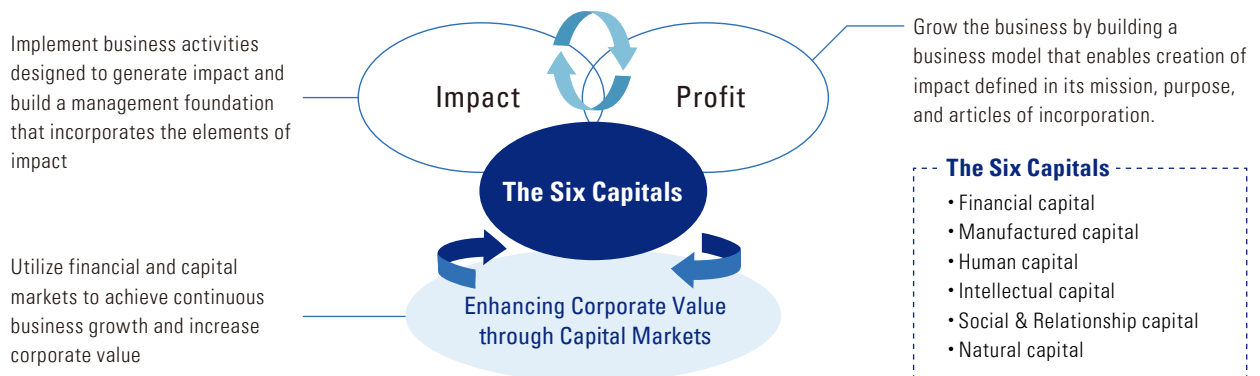 Implement business activities
designed to generate impact and
build a management foundation
that incorporates the elements of
impact
Impact
Profit
Grow the business by building a
business model that enables creation of
impact defined in its mission, purpose,
and articles of incorporation.
The Six Capitals
The Six Capitals
• Financial capital
• Manufactured capital
• Human capital
• Intellectual capital
• Social & Relationship capital
• Natural capital
Utilize financial and capital
markets to achieve continuous
business growth and increase
corporate value
Enhancing Corporate Value
through Capital Markets